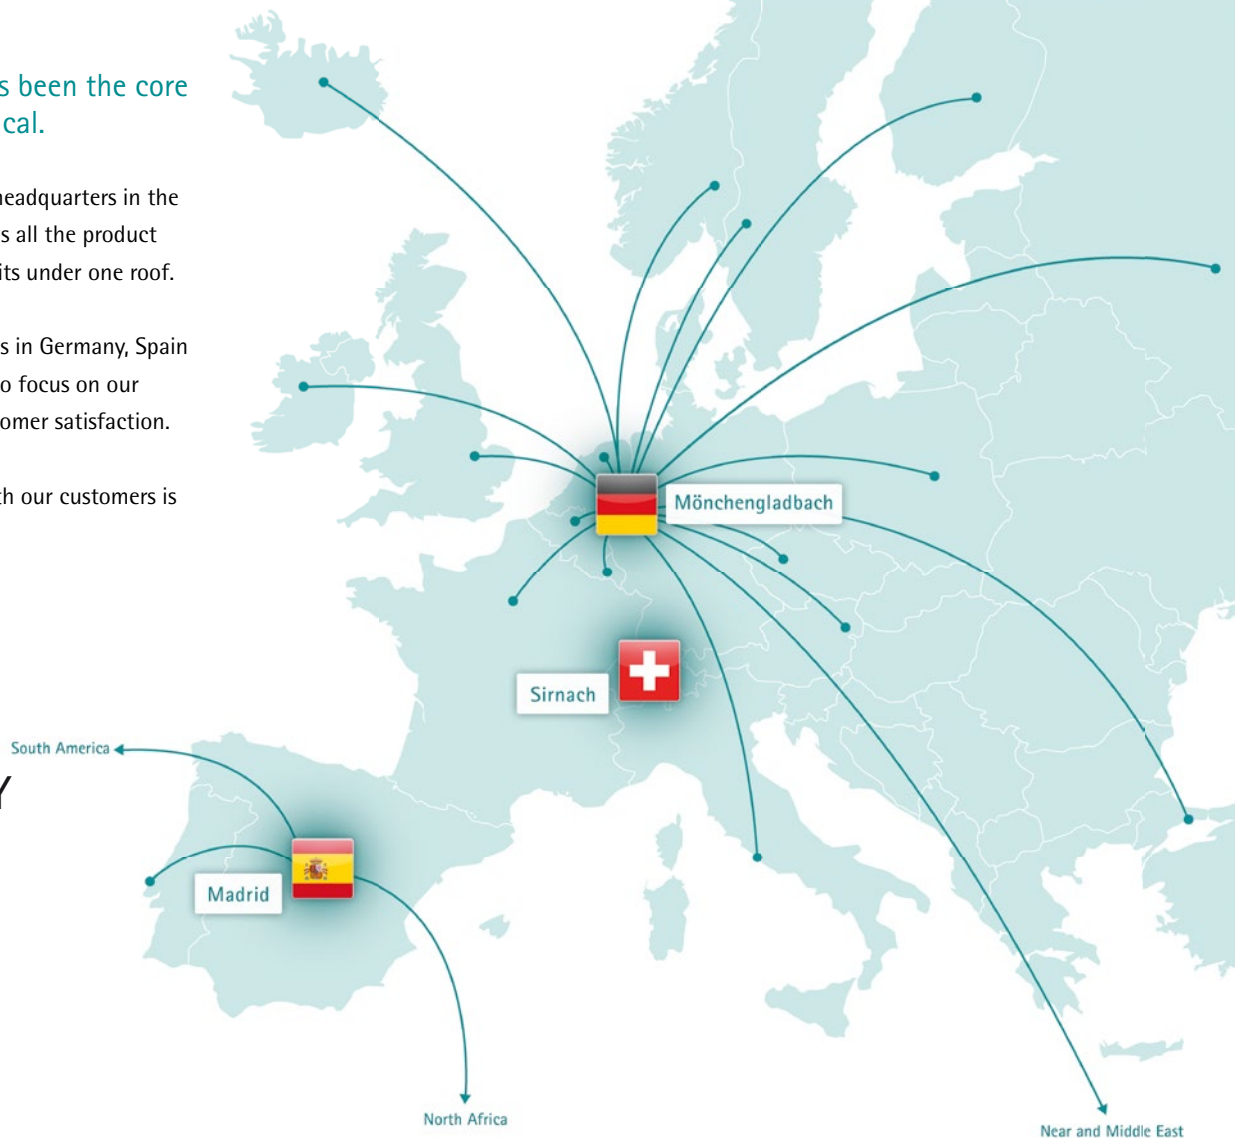 s been the core
cal.
headquarters in the
s all the product
its under one roof.
s in Germany, Spain
o focus on our
omer satisfaction.
th our customers is
Mönchengladbach
Sirnach
South America
Y
Madrid
North Africa
Near and Middle East